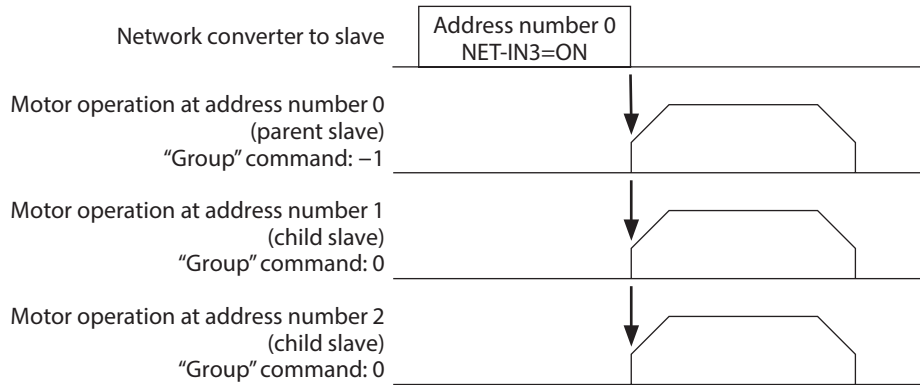 Network converter to slave
Address number 0
NET-IN3=ON
Motor operation at address number 0
(parent slave)
“Group” command: −1
Motor operation at address number 1
(child slave)
“Group” command: 0
Motor operation at address number 2
(child slave)
“Group” command: 0